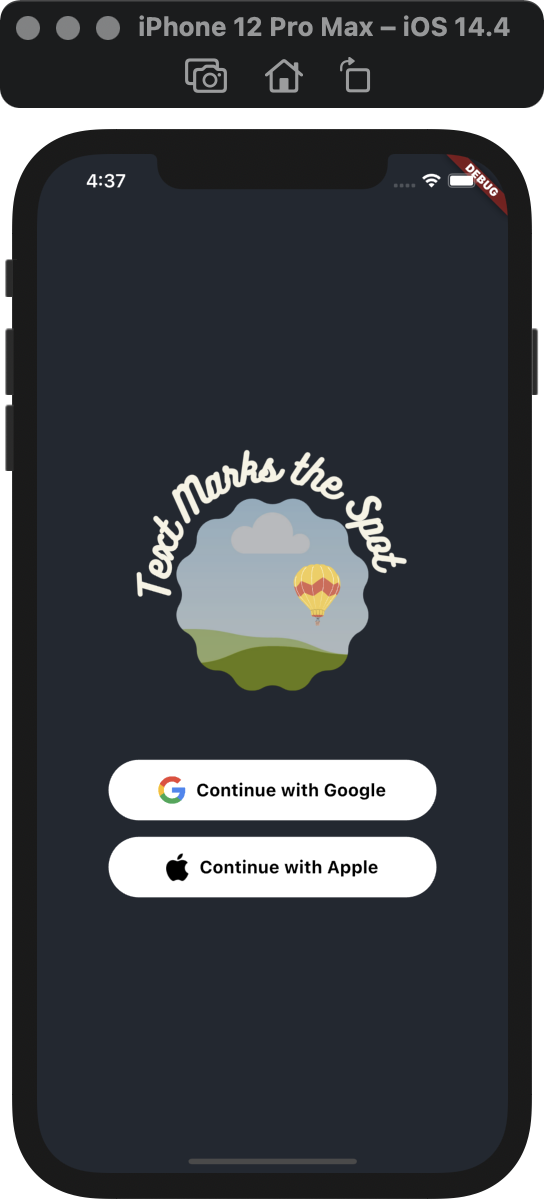 iPhone 12 Pro Max – iOS 14.4
4:37
DEBUG
Text Marks the Spot
Continue with Google
Continue with Apple